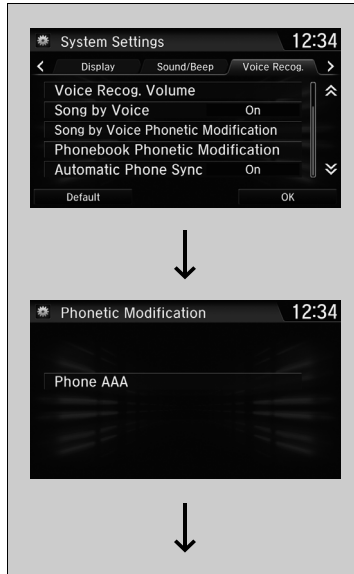 System Settings 12:34
< Display Sound/Beep Voice Recog. >
Voice Recog. Volume
Song by Voice On
Song by Voice Phonetic Modification
Phonebook Phonetic Modification
Automatic Phone Sync On
Default OK
Phonetic Modification 12:34
Phone AAA